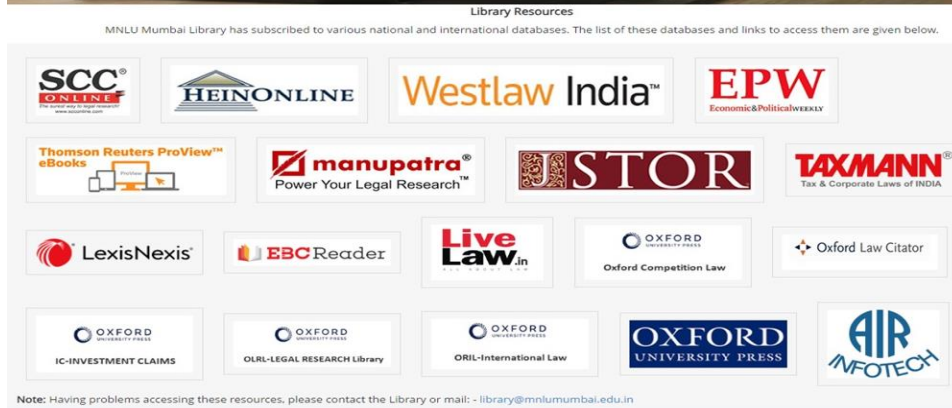 Library Resources
MNLU Mumbai Library has subscribed to various national and international databases. The list of these databases and links to access them are given below.
SCC®
ONLINE®
The surest way to legal research!
www.scconline.com
HEINONLINE
Westlaw India™
EPW
Economic&PoliticalWEEKLY
Thomson Reuters ProView™
eBooks
ProView
manupatra®
Power Your Legal Research™
JSTOR
TAXMANN®
Tax & Corporate Laws of INDIA
LexisNexis®
EBCReader
Live
Law.in
ALL ABOUT LAW
OXFORD
UNIVERSITY PRESS
Oxford Competition Law
Oxford Law Citator
OXFORD
UNIVERSITY PRESS
IC-INVESTMENT CLAIMS
OXFORD
UNIVERSITY PRESS
OLRL-LEGAL RESEARCH Library
OXFORD
UNIVERSITY PRESS
ORIL-International Law
OXFORD
UNIVERSITY PRESS
AIR
INFOTECH
Note: Having problems accessing these resources, please contact the Library or mail: - library@mnlumumbai.edu.in